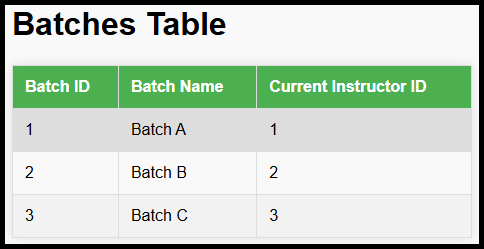 Batches Table
Batch ID Batch Name Current Instructor ID
1 Batch A 1
2 Batch B 2
3 Batch C 3